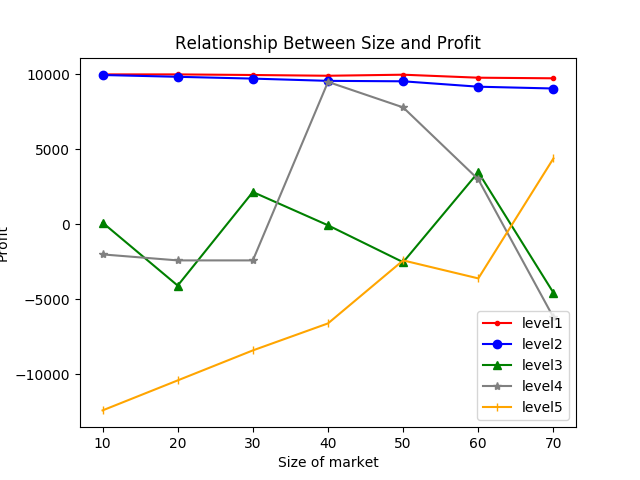 Relationship Between Size and Profit
10000
5000
0
−5000
−10000
Profit
10 20 30 40 50 60 70
Size of market
level1
level2
level3
level4
level5